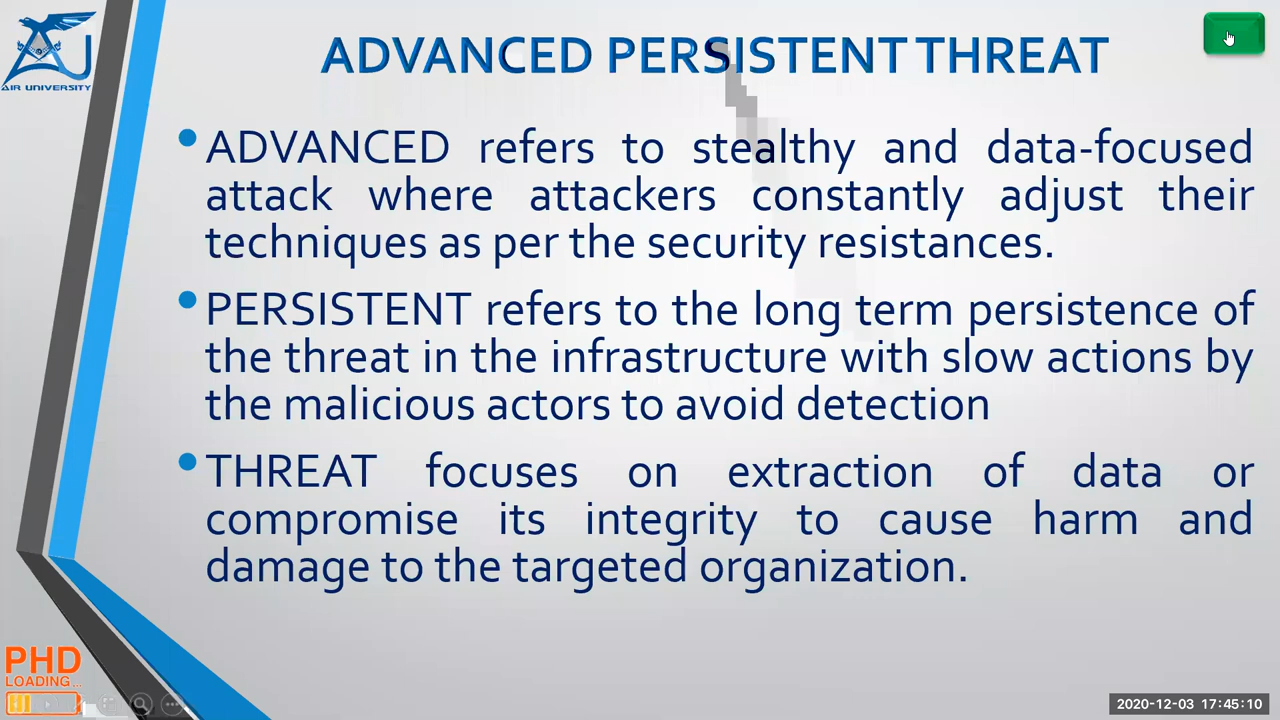 AIR UNIVERSITY
ADVANCED PERSISTENT THREAT
ADVANCED refers to stealthy and data-focused
attack where attackers constantly adjust their
techniques as per the security resistances.
PERSISTENT refers to the long term persistence of
the threat in the infrastructure with slow actions by
the malicious actors to avoid detection
THREAT focuses on extraction of data or
compromise its integrity to cause harm and
damage to the targeted organization.
PHD
LOADING...
2020-12-03 17:45:10